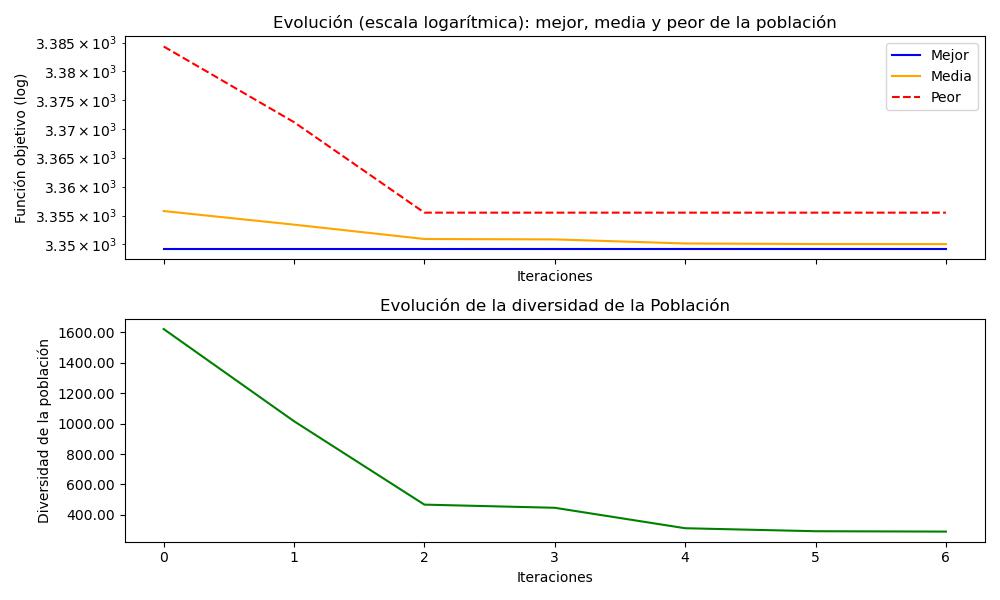 Evolución (escala logarítmica): mejor, media y peor de la población
3.385 × 10³
3.38 × 10³
3.375 × 10³
3.37 × 10³
3.365 × 10³
3.36 × 10³
3.355 × 10³
3.35 × 10³
Función objetivo (log)
Mejor
Media
Peor
Iteraciones
Evolución de la diversidad de la Población
1600.00
1400.00
1200.00
1000.00
800.00
600.00
400.00
Diversidad de la población
0 1 2 3 4 5 6
Iteraciones